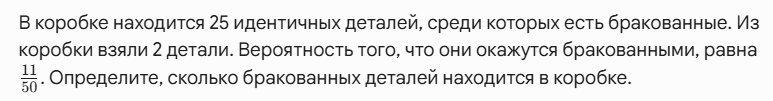 В коробке находится 25 идентичных деталей, среди которых есть бракованные. Из
коробки взяли 2 детали. Вероятность того, что они окажутся бракованными, равна
11/50. Определите, сколько бракованных деталей находится в коробке.